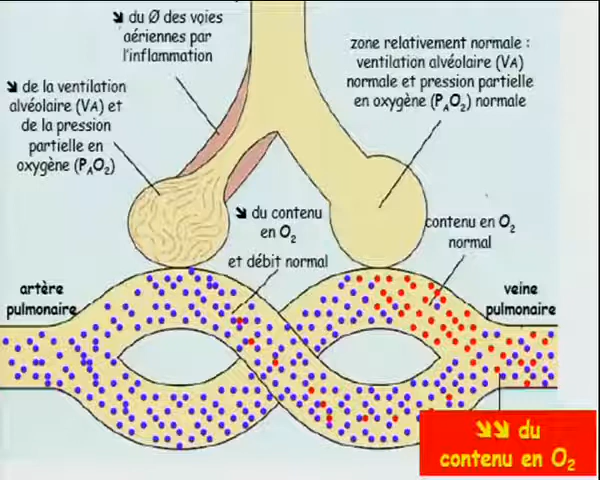 ↘ du Ø des voies
aériennes par
l'inflammation
zone relativement normale :
ventilation alvéolaire (VA)
normale et pression partielle
en oxygène (PAO2) normale
↘ de la ventilation
alvéolaire (VA) et
de la pression
partielle en
oxygène (PAO2)
↘ du contenu
en O2
et débit normal
contenu en O2
normal
artère
pulmonaire
veine
pulmonaire
↘↘ du
contenu en O2